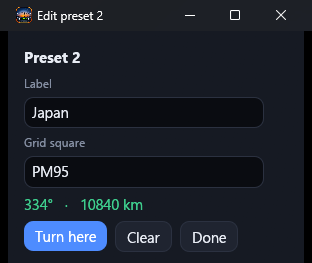 Edit preset 2
Preset 2
Label
Japan
Grid square
PM95
334° · 10840 km
Turn here Clear Done